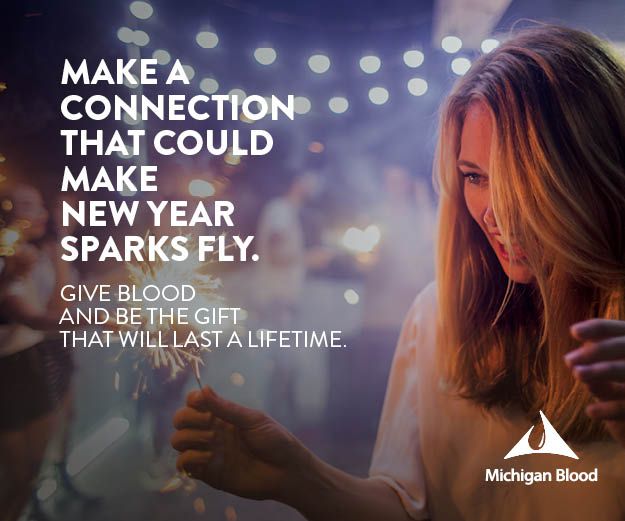 MAKE A
CONNECTION
THAT COULD
MAKE
NEW YEAR
SPARKS FLY.
GIVE BLOOD
AND BE THE GIFT
THAT WILL LAST A LIFETIME.
Michigan Blood